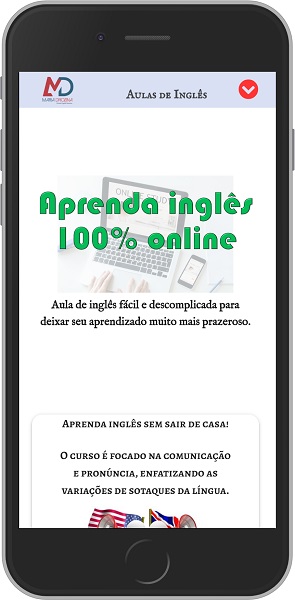 MD
Aulas de Inglês
Aprenda inglês
100% online
Aula de inglês fácil e descomplicada para
deixar seu aprendizado muito mais prazeroso.
Aprenda inglês sem sair de casa!
O curso é focado na comunicação
e pronúncia, enfatizando as
variações de sotaques da língua.